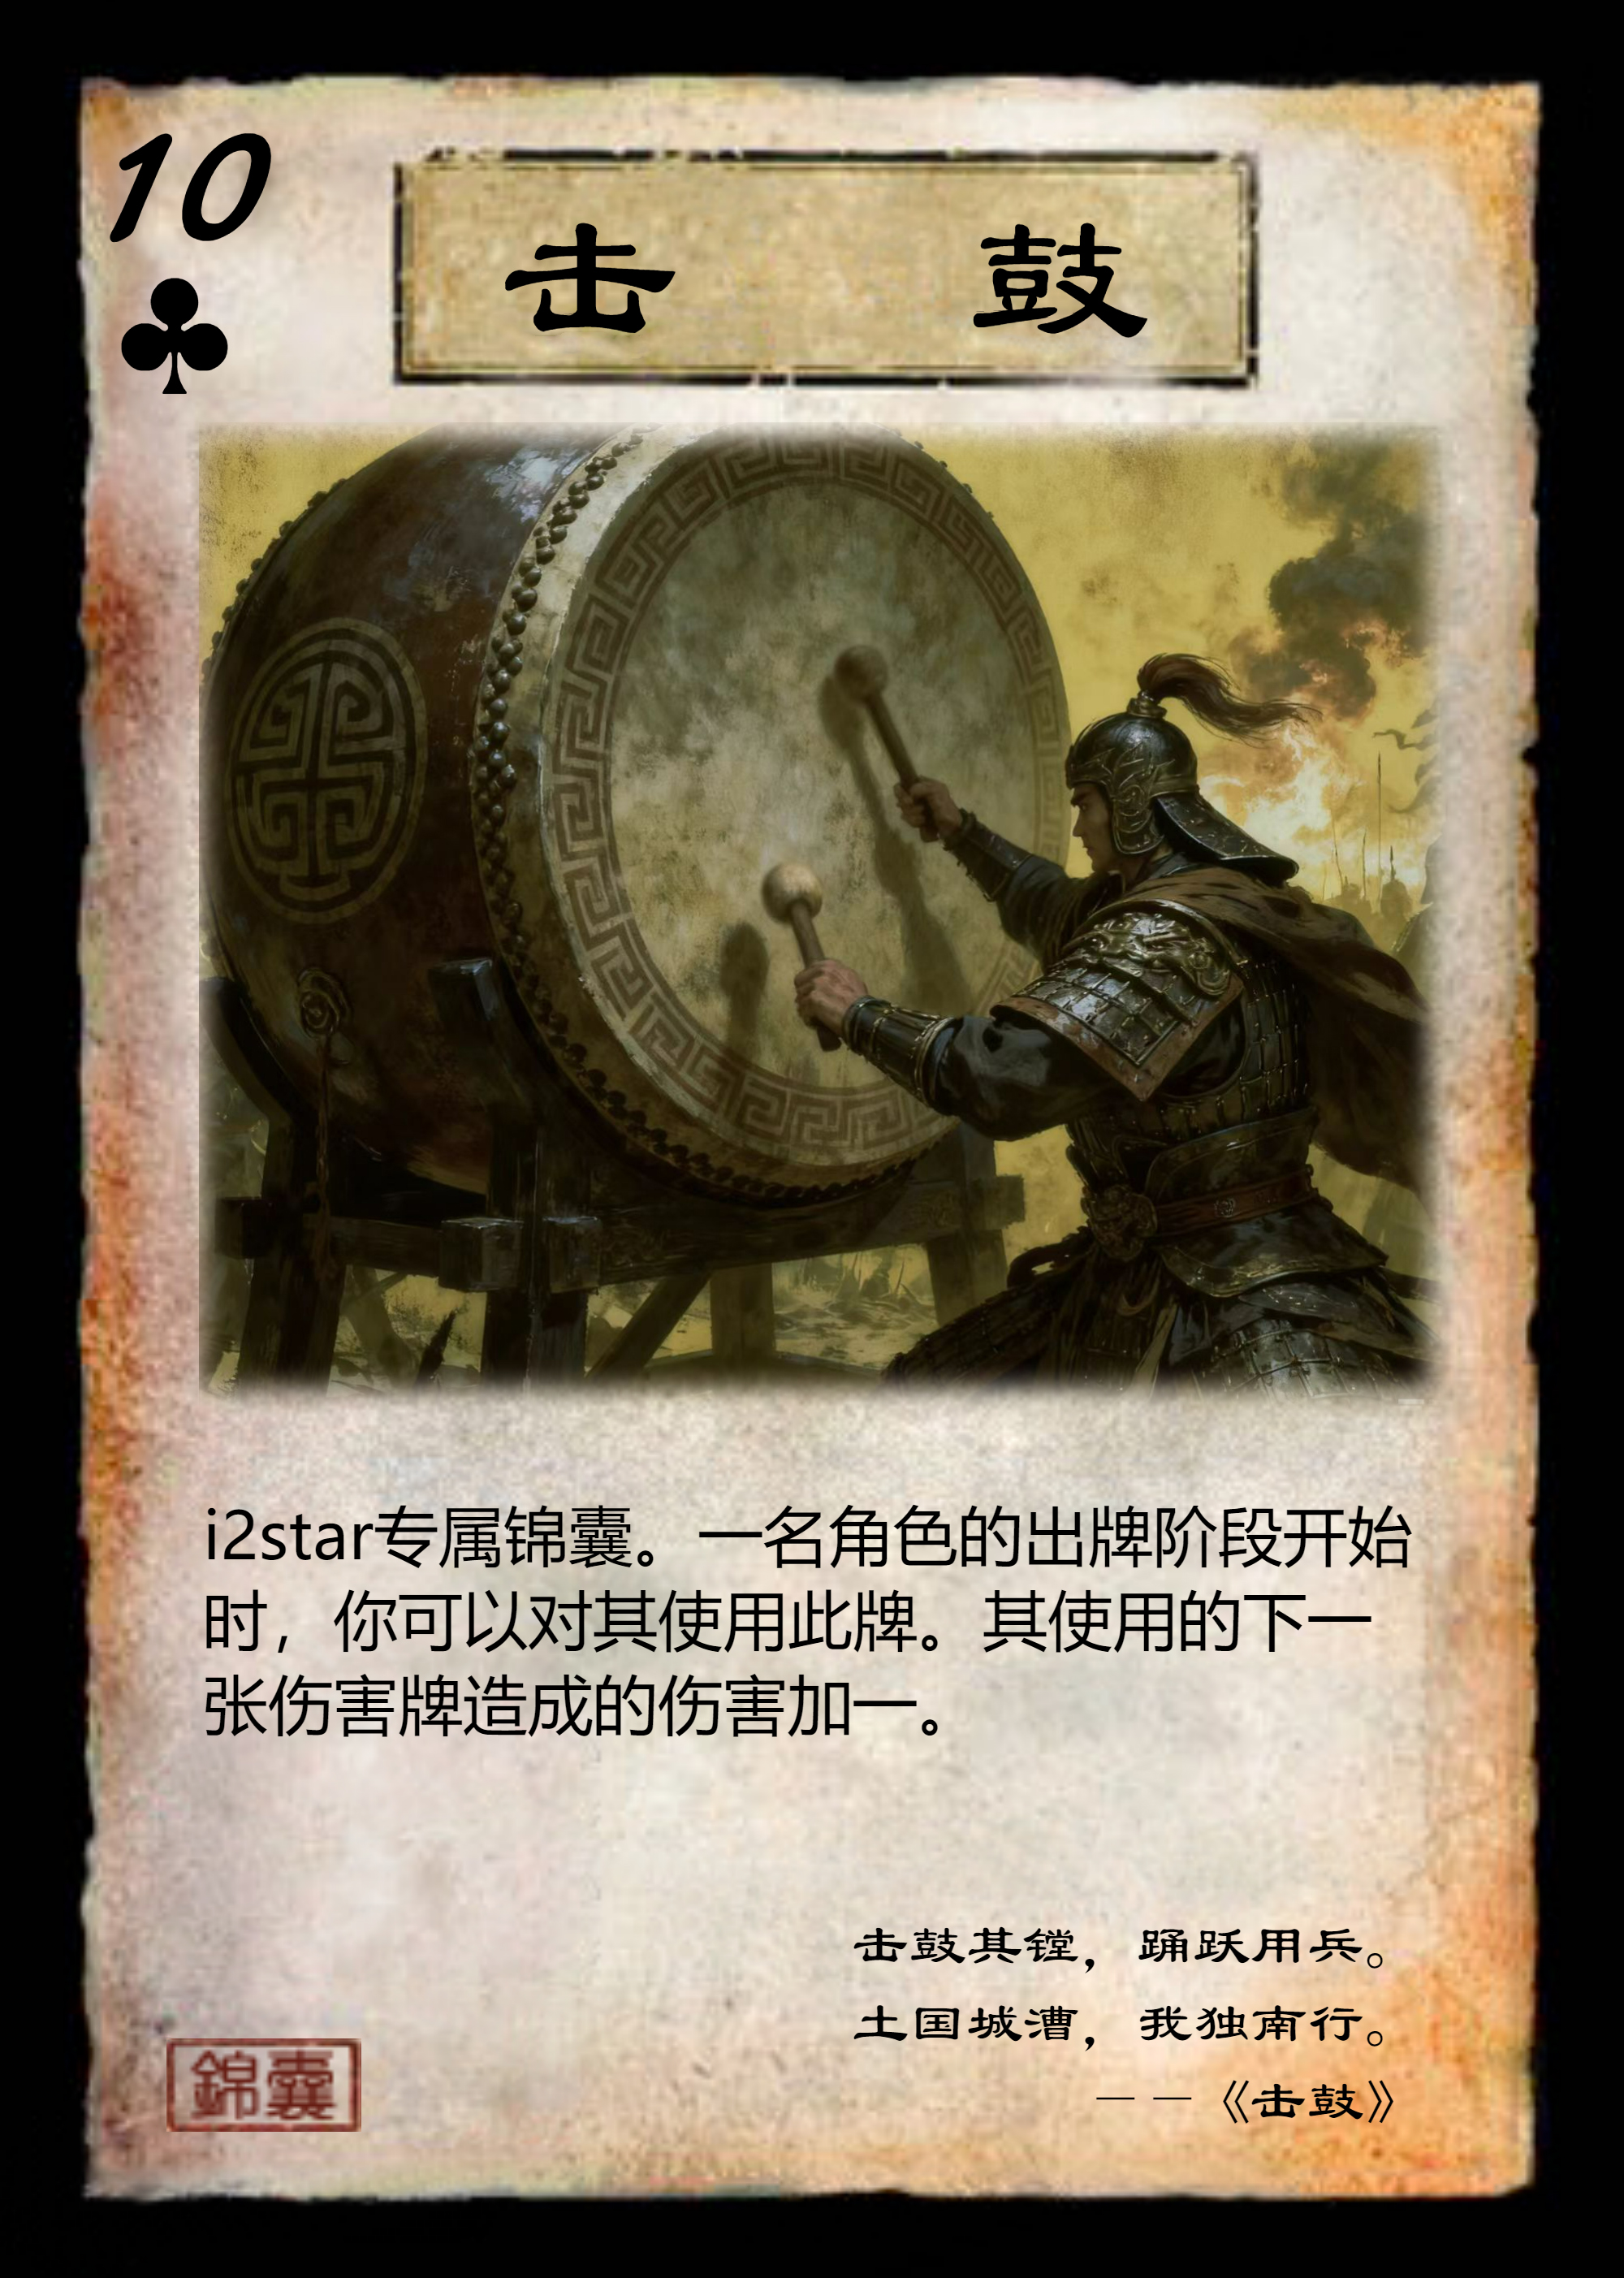 10
击 鼓
i2star专属锦囊。一名角色的出牌阶段开始
时，你可以对其使用此牌。其使用的下一
张伤害牌造成的伤害加一。
击鼓其镗，踊跃用兵。
土国城漕，我独南行。
——《击鼓》
錦囊